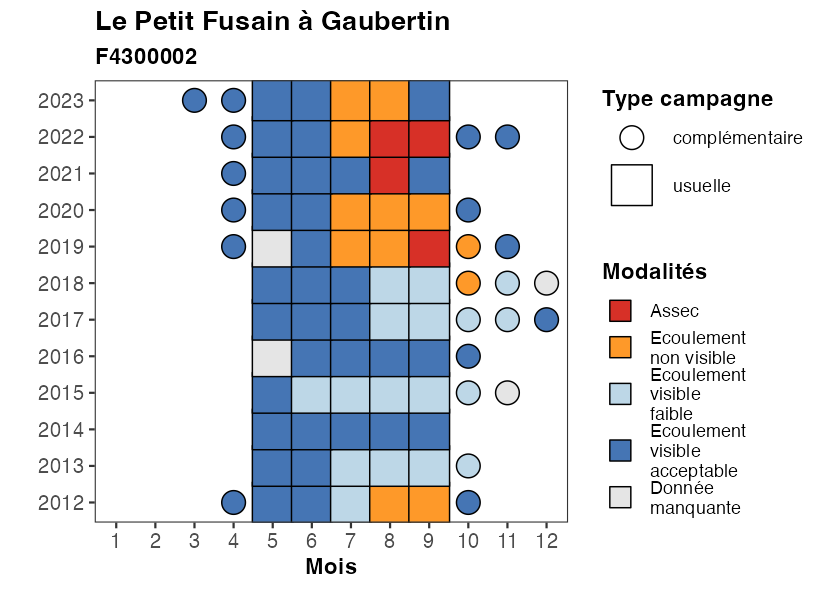 Le Petit Fusain à Gaubertin
F4300002
2023
2022
2021
2020
2019
2018
2017
2016
2015
2014
2013
2012
1 2 3 4 5 6 7 8 9 10 11 12
Mois
Type campagne
complémentaire
usuelle
Modalités
Assec
Ecoulement
non visible
Ecoulement
visible
faible
Ecoulement
visible
acceptable
Donnée
manquante